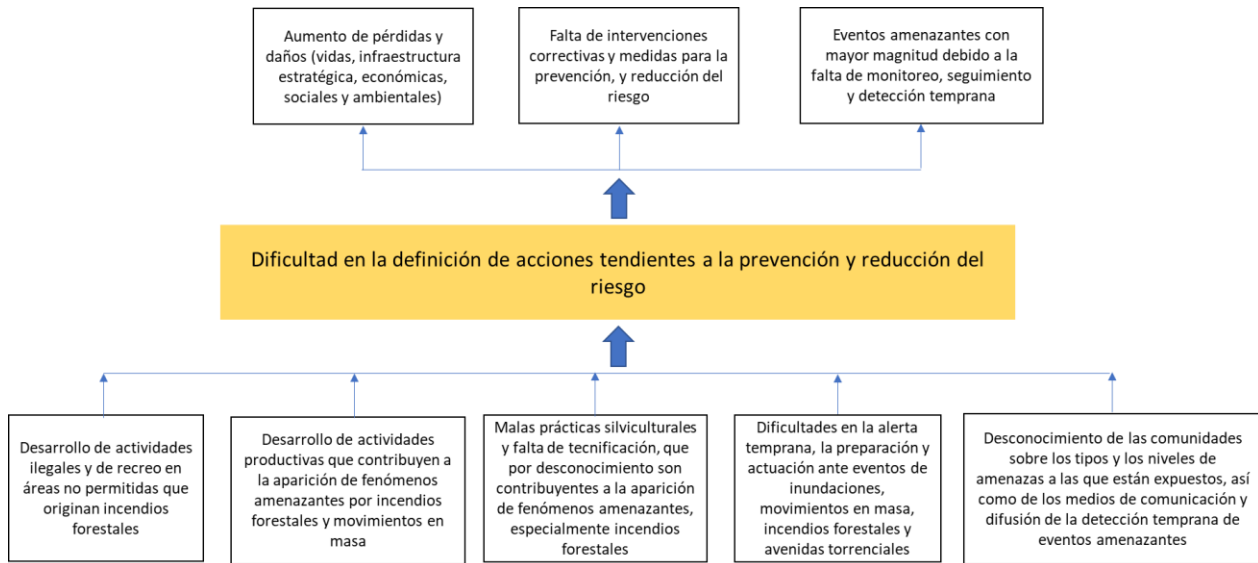 Aumento de pérdidas y
daños (vidas, infraestructura
estratégica, económicas,
sociales y ambientales)
Falta de intervenciones
correctivas y medidas para la
prevención, y reducción del
riesgo
Eventos amenazantes con
mayor magnitud debido a la
falta de monitoreo, seguimiento
y detección temprana
Dificultad en la definición de acciones tendientes a la prevención y reducción del
riesgo
Desarrollo de actividades
ilegales y de recreo en
áreas no permitidas que
originan incendios
forestales
Desarrollo de actividades
productivas que contribuyen a
la aparición de fenómenos
amenazantes por incendios
forestales y movimientos en
masa
Malas prácticas silviculturales
y falta de tecnificación, que
por desconocimiento son
contribuyentes a la aparición
de fenómenos amenazantes,
especialmente incendios
forestales
Dificultades en la alerta
temprana, la preparación y
actuación ante eventos de
inundaciones,
movimientos en masa,
incendios forestales y
avenidas torrenciales
Desconocimiento de las comunidades
sobre los tipos y los niveles de
amenazas a las que están expuestos, así
como de los medios de comunicación y
difusión de la detección temprana de
eventos amenazantes